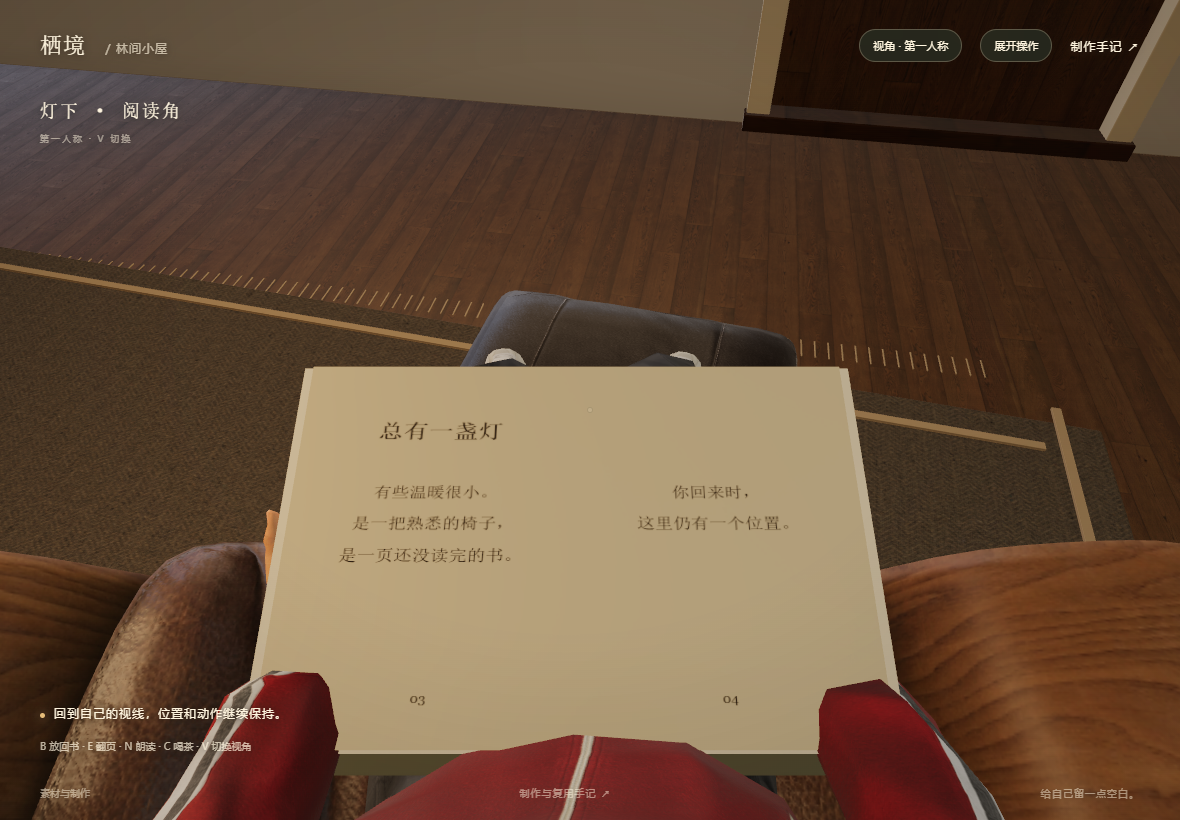 栖境 / 林间小屋
视角 · 第一人称
展开操作
制作手记 ↗
灯下 • 阅读角
第一人称 · V 切换
总有一盏灯
有些温暖很小。
是一把熟悉的椅子，
是一页还没读完的书。
03
你回来时，
这里仍有一个位置。
04
回到自己的视线，位置和动作继续保持。
B 放回书 · E 翻页 · N 朗读 · C 喝茶 · V 切换视角
素材与制作
制作与复用手记 ↗
给自己留一点空白。